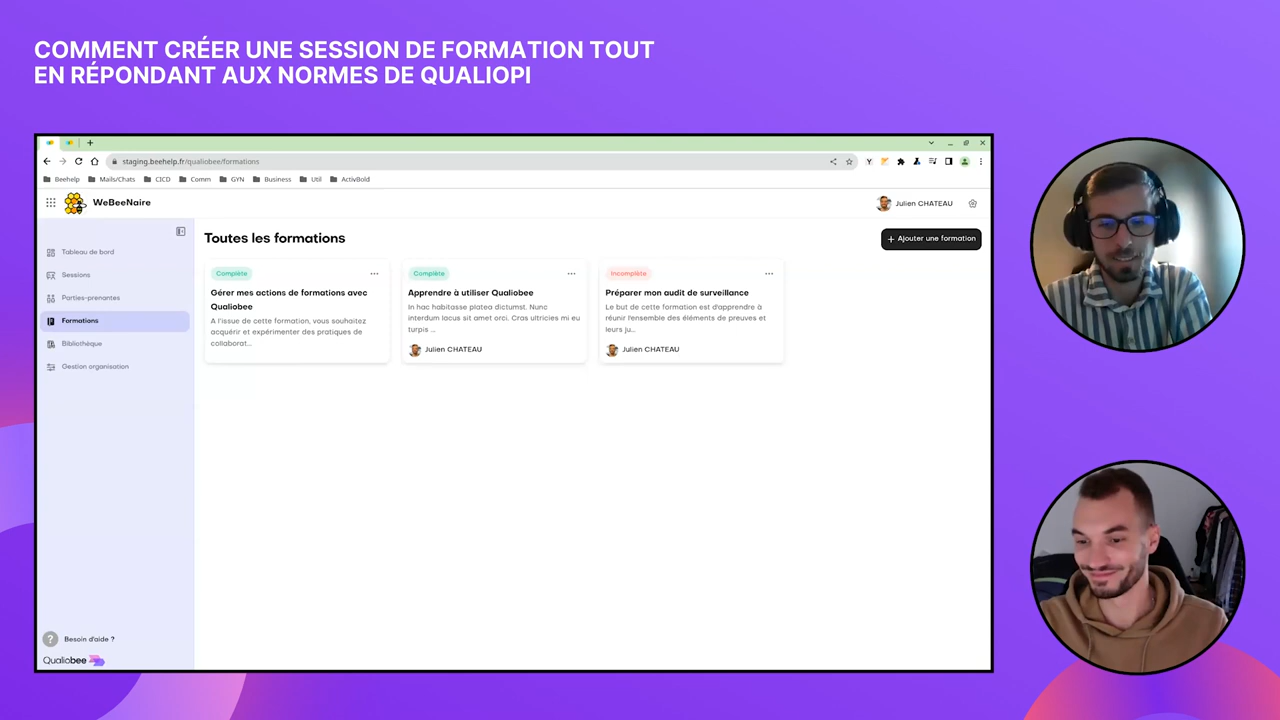 COMMENT CRÉER UNE SESSION DE FORMATION TOUT
EN RÉPONDANT AUX NORMES DE QUALIOPI
staging.beehelp.fr/qualiobee/formations
Beehelp Mails/Chats CICD Comm GYN Business Util ActivBold
WeBeeNaire
Julien CHATEAU
Tableau de bord
Sessions
Parties-prenantes
Formations
Bibliothèque
Gestion organisation
Besoin d'aide ?
Qualiobee
Toutes les formations
+ Ajouter une formation
Complète
Gérer mes actions de formations avec
Qualiobee
A l'issue de cette formation, vous souhaitez
acquérir et expérimenter des pratiques de
collaborat...
Complète
Apprendre à utiliser Qualiobee
In hac habitasse platea dictumst. Nunc
interdum lacus sit amet orci. Cras ultricies mi eu
turpis ...
Julien CHATEAU
Incomplète
Préparer mon audit de surveillance
Le but de cette formation est d'apprendre à
réunir l'ensemble des éléments de preuves et
leurs ju...
Julien CHATEAU